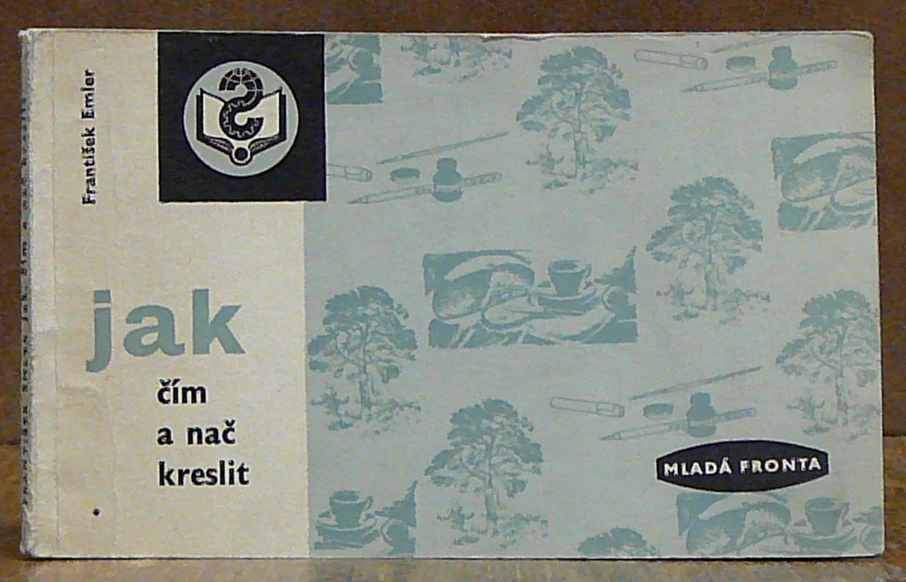 František Emler
jak
čím
a nač
kreslit
MLADÁ FRONTA